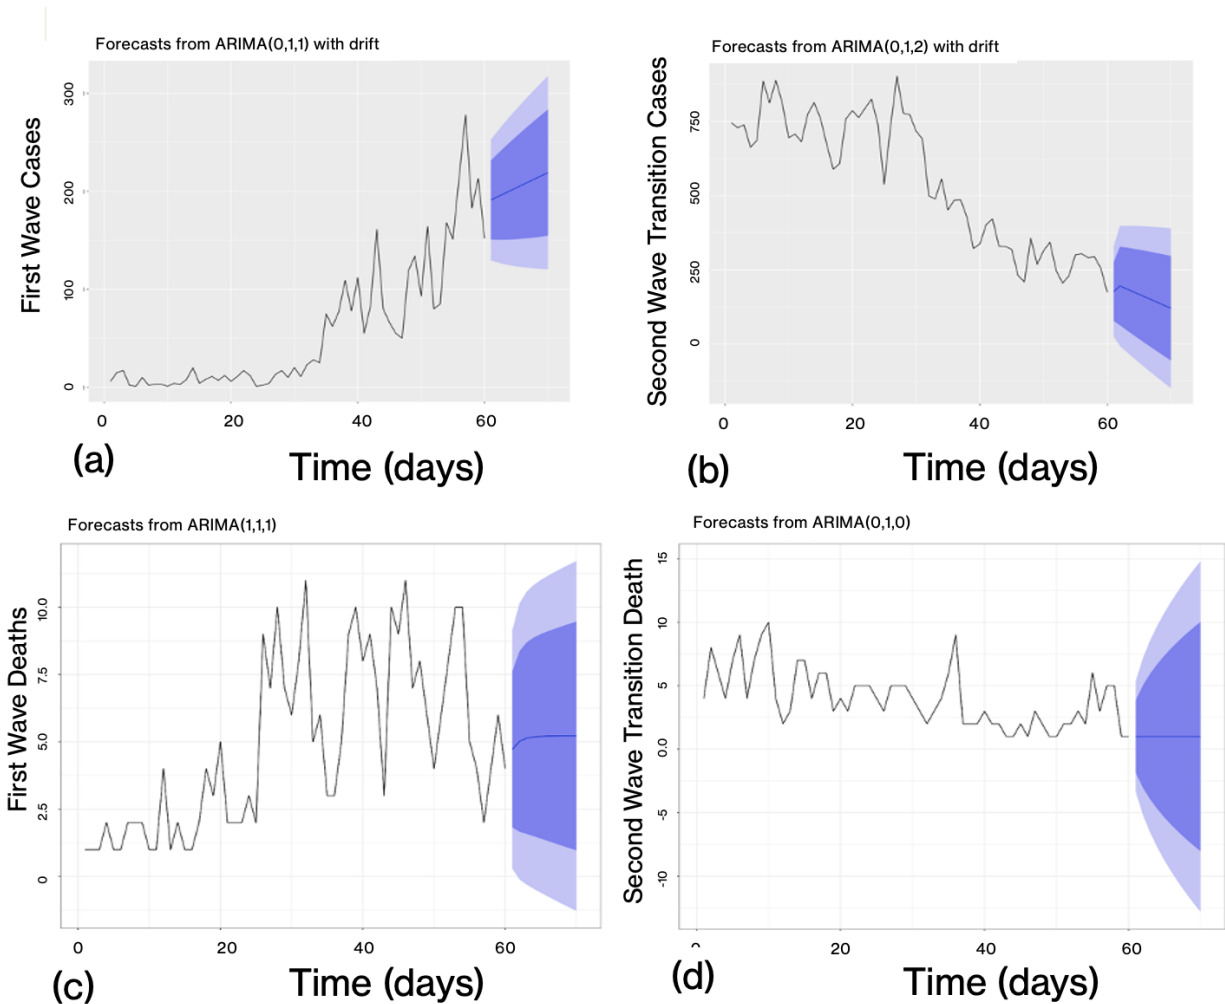 Forecasts from ARIMA(0,1,1) with drift
First Wave Cases
300
200
100
0
0 20 40 60
(a) Time (days)
Forecasts from ARIMA(0,1,2) with drift
Second Wave Transition Cases
750
500
250
0
0 20 40 60
(b) Time (days)
Forecasts from ARIMA(1,1,1)
First Wave Deaths
10.0
7.5
5.0
2.5
0
0 20 40 60
(c) Time (days)
Forecasts from ARIMA(0,1,0)
Second Wave Transition Death
15
10
5
0.0
-5
-10
20 40 60
(d) Time (days)